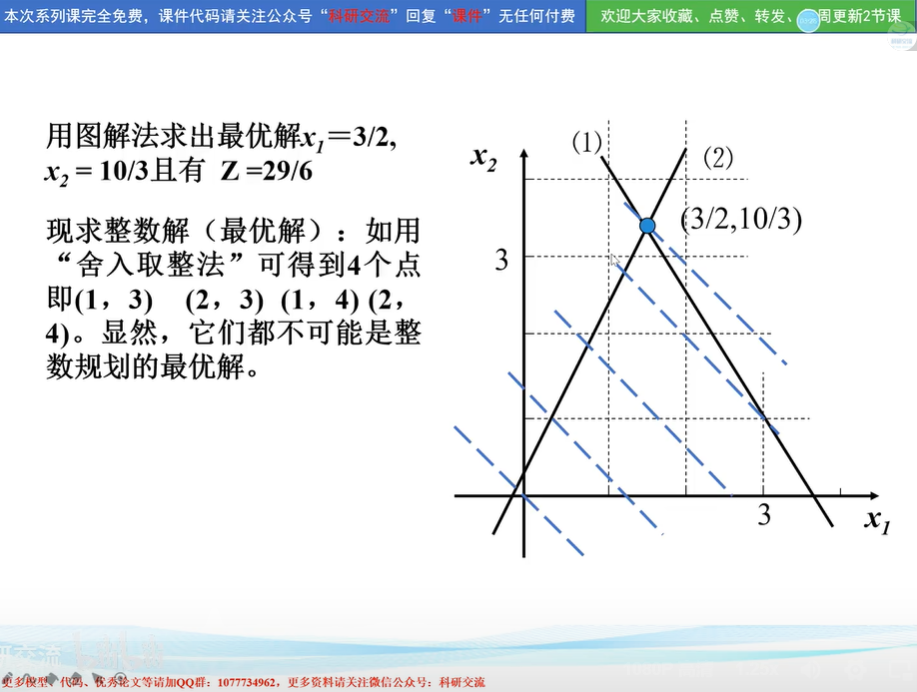 本次系列课完全免费，课件代码请关注公众号“科研交流”回复“课件”无任何付费
欢迎大家收藏、点赞、转发、周更新2节课
用图解法求出最优解x₁＝3/2,
x₂ = 10/3且有 Z =29/6
现求整数解（最优解）：如用
“舍入取整法”可得到4个点
即(1，3) (2，3) (1，4) (2，
4)。显然，它们都不可能是整
数规划的最优解。
x₂
(1)
(2)
(3/2,10/3)
3
3
x₁
研交流
更多模型、代码、优秀论文等请加QQ群：1077734962，更多资料请关注微信公众号：科研交流